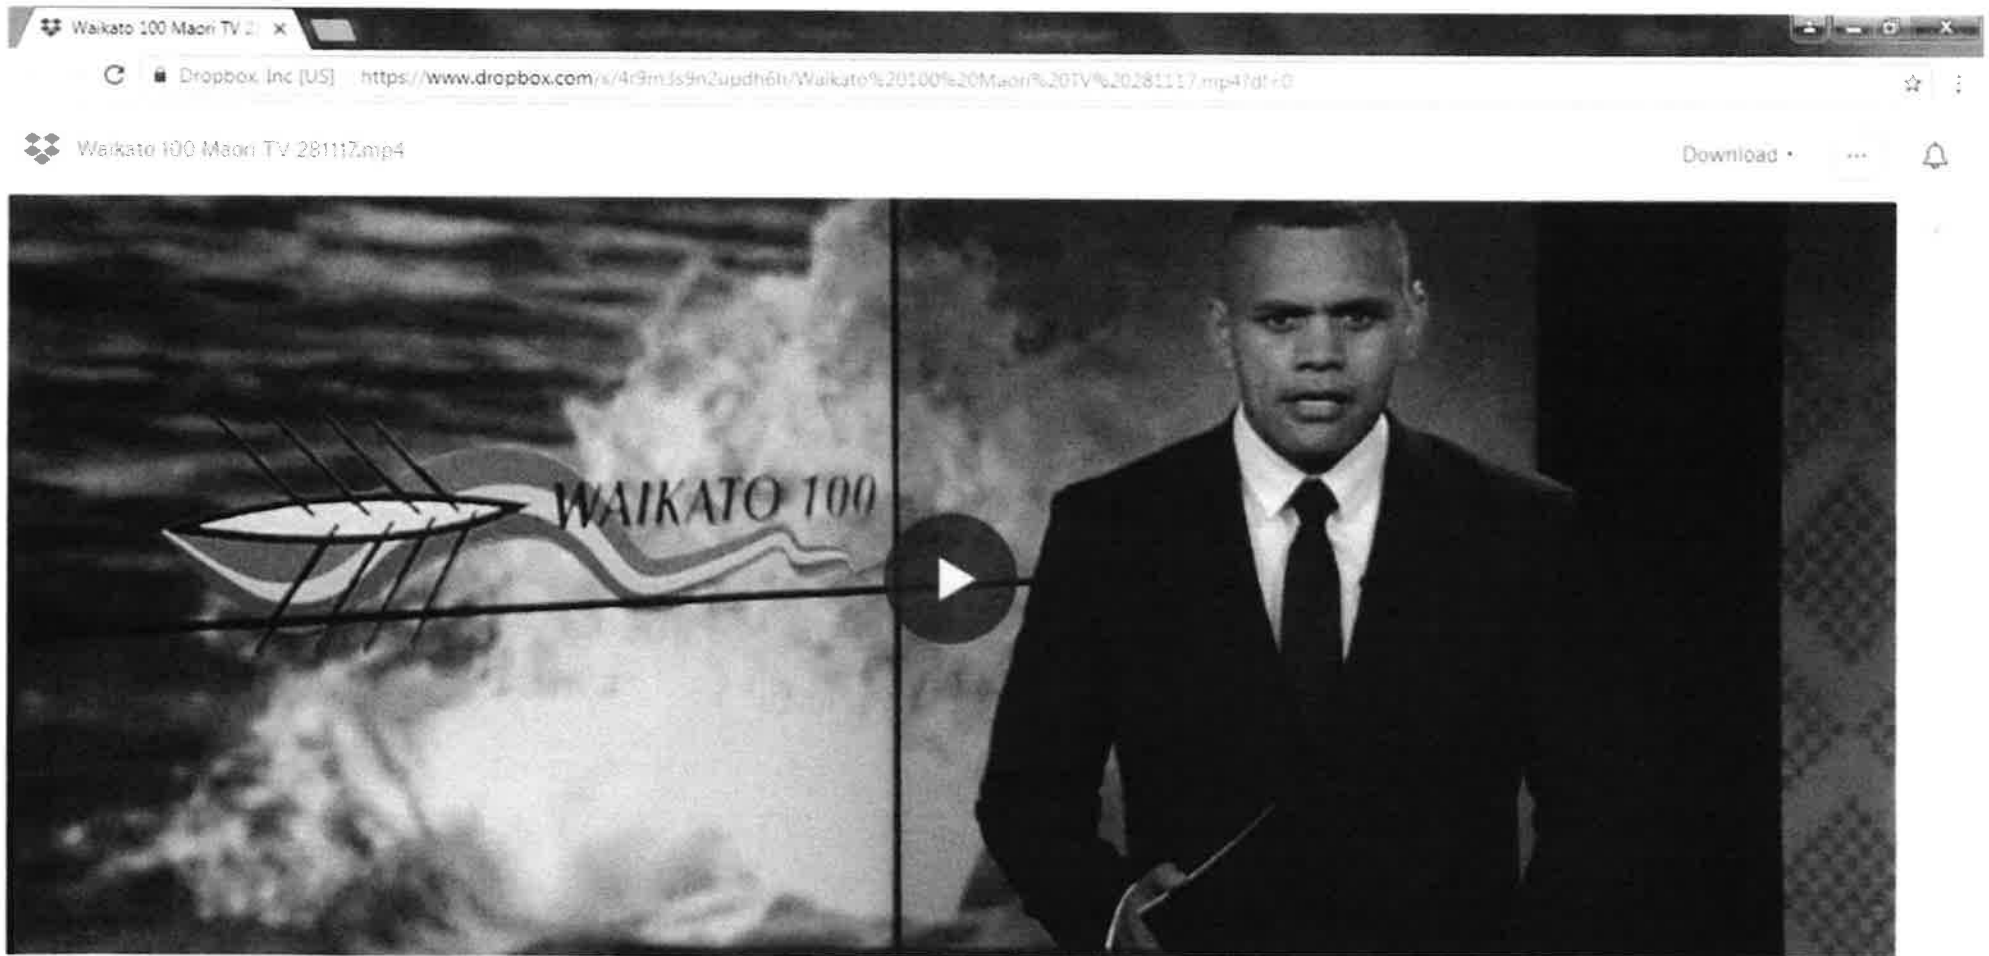 Waikato 100 Maori TV 2
Dropbox, Inc [US] https://www.dropbox.com
Waikato 100 Maori TV 281117.mp4
Download
WAIKATO 100